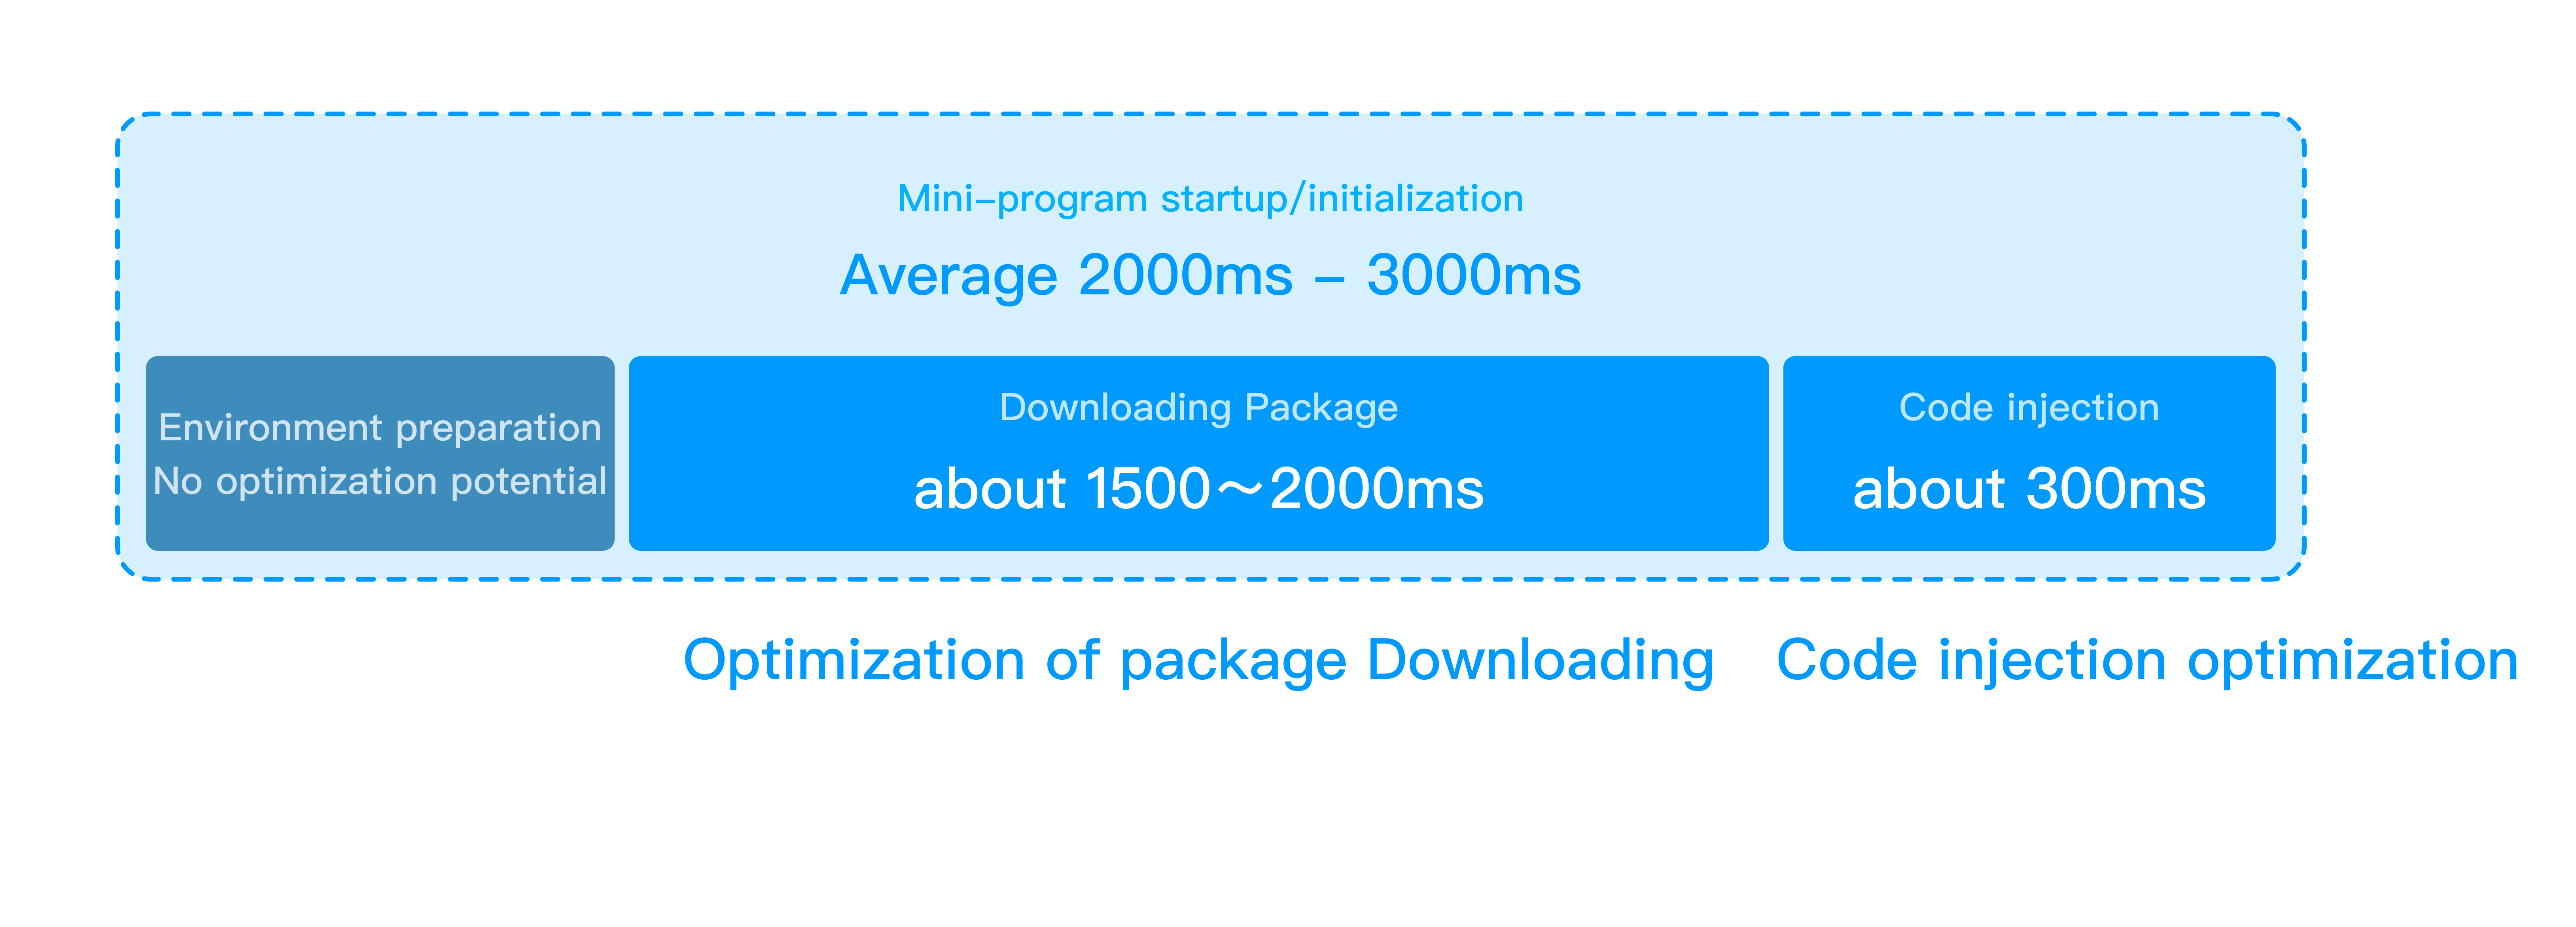 Mini–program startup/initialization
Average 2000ms – 3000ms
Environment preparation
No optimization potential
Downloading Package
about 1500～2000ms
Code injection
about 300ms
Optimization of package Downloading
Code injection optimization